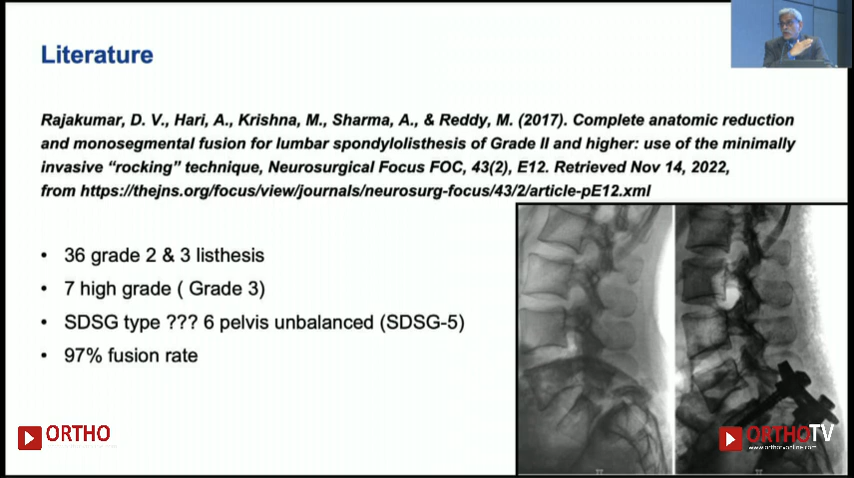 Literature
Rajakumar, D. V., Hari, A., Krishna, M., Sharma, A., & Reddy, M. (2017). Complete anatomic reduction
and monosegmental fusion for lumbar spondylolisthesis of Grade II and higher: use of the minimally
invasive “rocking” technique, Neurosurgical Focus FOC, 43(2), E12. Retrieved Nov 14, 2022,
from https://thejns.org/focus/view/journals/neurosurg-focus/43/2/article-pE12.xml
• 36 grade 2 & 3 listhesis
• 7 high grade ( Grade 3)
• SDSG type ??? 6 pelvis unbalanced (SDSG-5)
• 97% fusion rate
ORTHO
ORTHOTV
www.orthotvonline.com